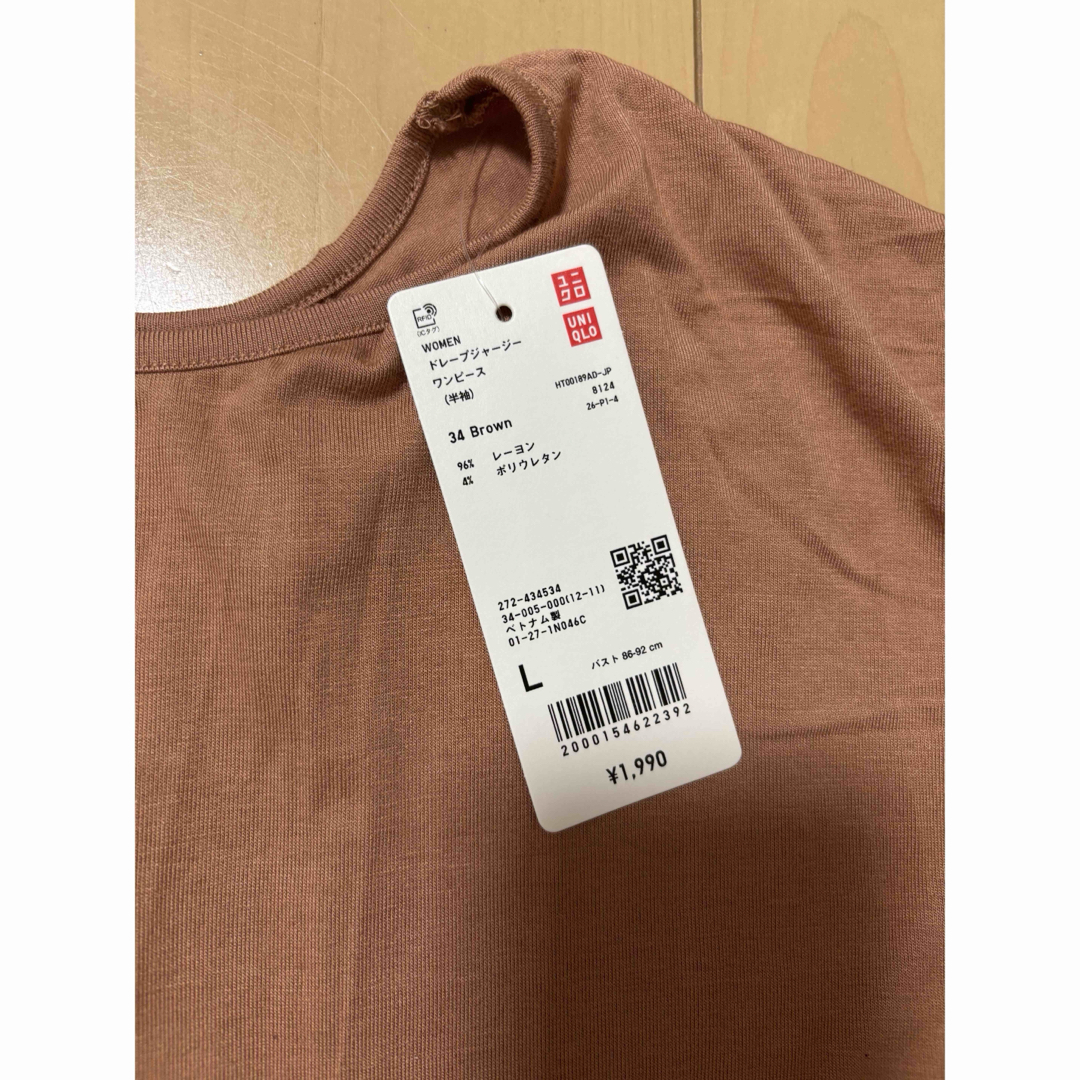 ユニ
クロ
UNI
QLO
RFID
(ICタグ)
WOMEN
ドレープジャージー
ワンピース
(半袖)
HT00189AD-JP
8124
26-P1-4
34 Brown
96% レーヨン
4% ポリウレタン
272-434534
34-005-000(12-11)
ベトナム製
01-27-1N046C
L バスト 86-92 cm
2000154622392
¥1,990